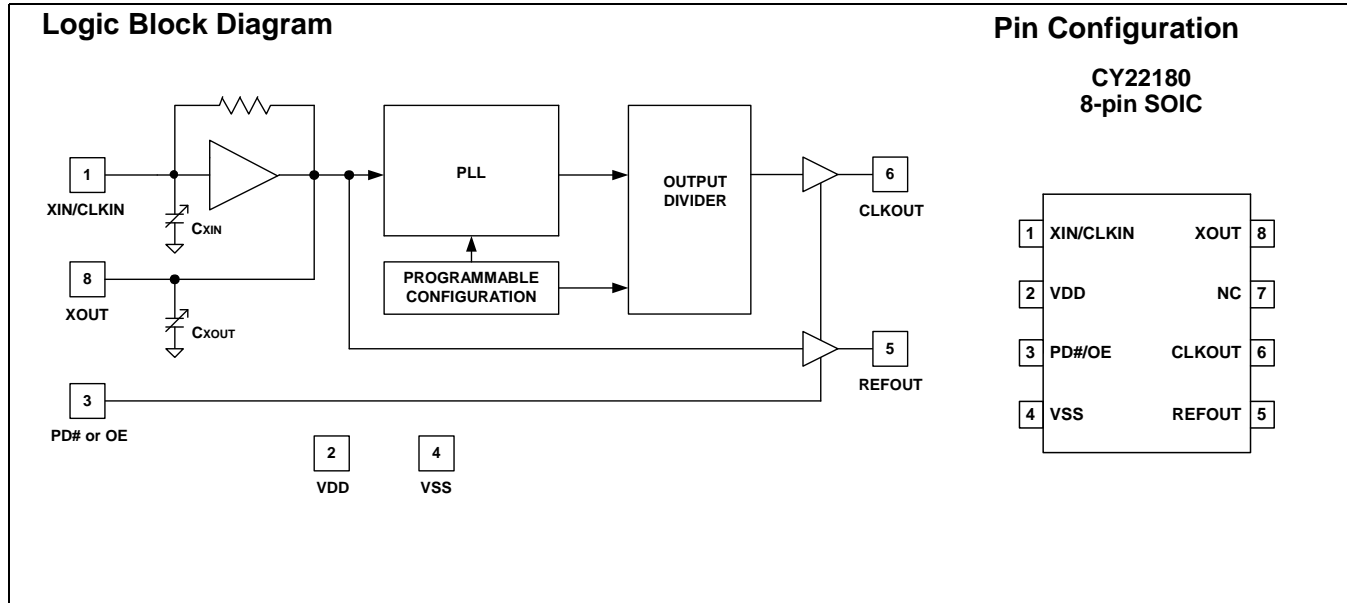 Logic Block Diagram
1
XIN/CLKIN
CXIN
8
XOUT
CXOUT
3
PD# or OE
PLL
PROGRAMMABLE
CONFIGURATION
OUTPUT
DIVIDER
6
CLKOUT
5
REFOUT
2
VDD
4
VSS
Pin Configuration
CY22180
8-pin SOIC
1 XIN/CLKIN XOUT 8
2 VDD NC 7
3 PD#/OE CLKOUT 6
4 VSS REFOUT 5